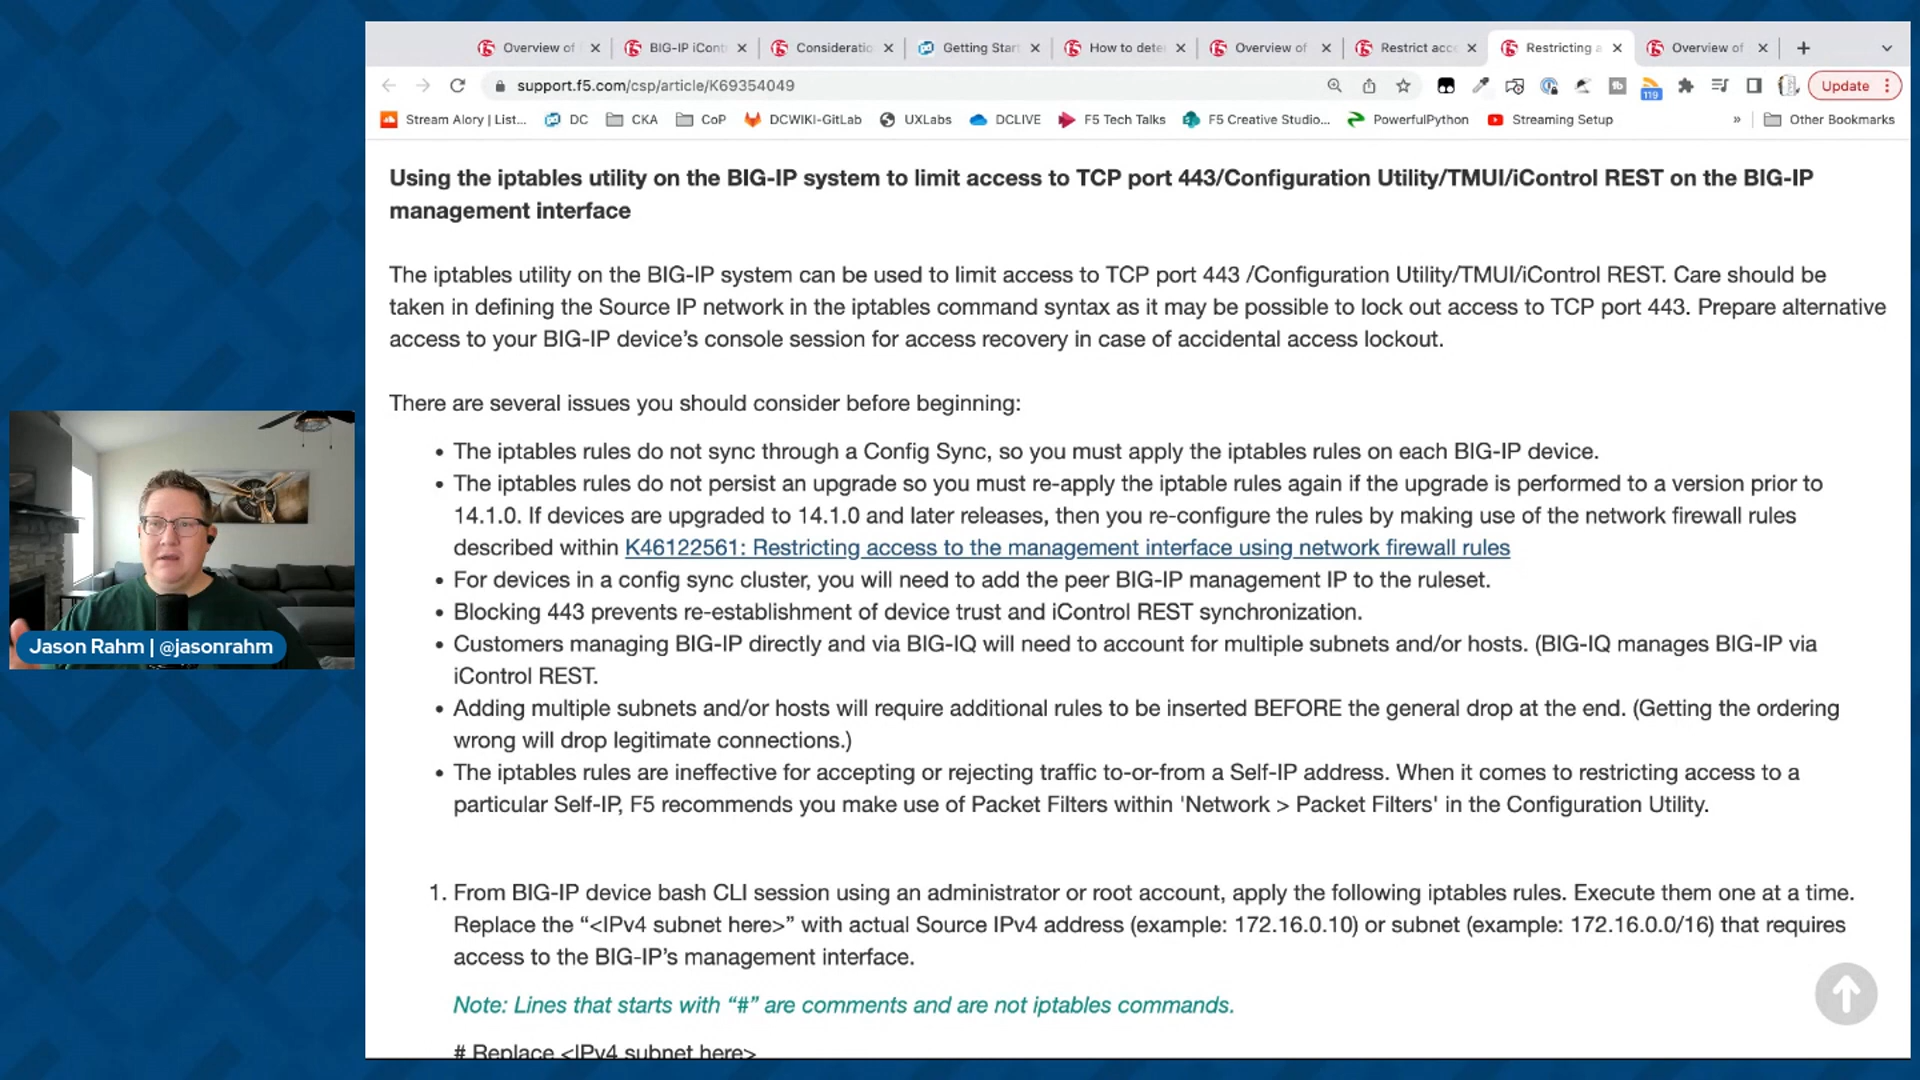 Overview of
BIG-IP iCont
Consideratio
Getting Start
How to dete
Overview of
Restrict acce
Restricting a
Overview of
support.f5.com/csp/article/K69354049
119
Update
Stream Alory | List...
DC
CKA
CoP
DCWIKI-GitLab
UXLabs
DCLIVE
F5 Tech Talks
F5 Creative Studio...
PowerfulPython
Streaming Setup
»
Other Bookmarks
Using the iptables utility on the BIG-IP system to limit access to TCP port 443/Configuration Utility/TMUI/iControl REST on the BIG-IP
management interface
The iptables utility on the BIG-IP system can be used to limit access to TCP port 443 /Configuration Utility/TMUI/iControl REST. Care should be
taken in defining the Source IP network in the iptables command syntax as it may be possible to lock out access to TCP port 443. Prepare alternative
access to your BIG-IP device’s console session for access recovery in case of accidental access lockout.
There are several issues you should consider before beginning:
• The iptables rules do not sync through a Config Sync, so you must apply the iptables rules on each BIG-IP device.
• The iptables rules do not persist an upgrade so you must re-apply the iptable rules again if the upgrade is performed to a version prior to
14.1.0. If devices are upgraded to 14.1.0 and later releases, then you re-configure the rules by making use of the network firewall rules
described within K46122561: Restricting access to the management interface using network firewall rules
• For devices in a config sync cluster, you will need to add the peer BIG-IP management IP to the ruleset.
• Blocking 443 prevents re-establishment of device trust and iControl REST synchronization.
• Customers managing BIG-IP directly and via BIG-IQ will need to account for multiple subnets and/or hosts. (BIG-IQ manages BIG-IP via
iControl REST.
• Adding multiple subnets and/or hosts will require additional rules to be inserted BEFORE the general drop at the end. (Getting the ordering
wrong will drop legitimate connections.)
• The iptables rules are ineffective for accepting or rejecting traffic to-or-from a Self-IP address. When it comes to restricting access to a
particular Self-IP, F5 recommends you make use of Packet Filters within 'Network > Packet Filters' in the Configuration Utility.
1. From BIG-IP device bash CLI session using an administrator or root account, apply the following iptables rules. Execute them one at a time.
Replace the “<IPv4 subnet here>” with actual Source IPv4 address (example: 172.16.0.10) or subnet (example: 172.16.0.0/16) that requires
access to the BIG-IP’s management interface.
Note: Lines that starts with “#” are comments and are not iptables commands.
# Replace <IPv4 subnet here>
Jason Rahm | @jasonrahm